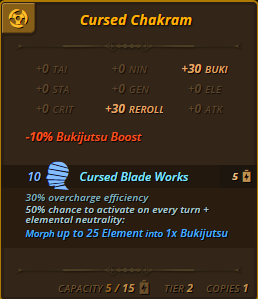 Cursed Chakram
+0 TAI +0 NIN +30 BUKI
+0 STA +0 GEN +0 ELE
+0 CRIT +30 REROLL +0 ATK
-10% Bukijutsu Boost
10 Cursed Blade Works 5
30% overcharge efficiency
50% chance to activate on every turn +
elemental neutrality:
Morph up to 25 Element into 1x Bukijutsu
CAPACITY 5 / 15 TIER 2 COPIES 1